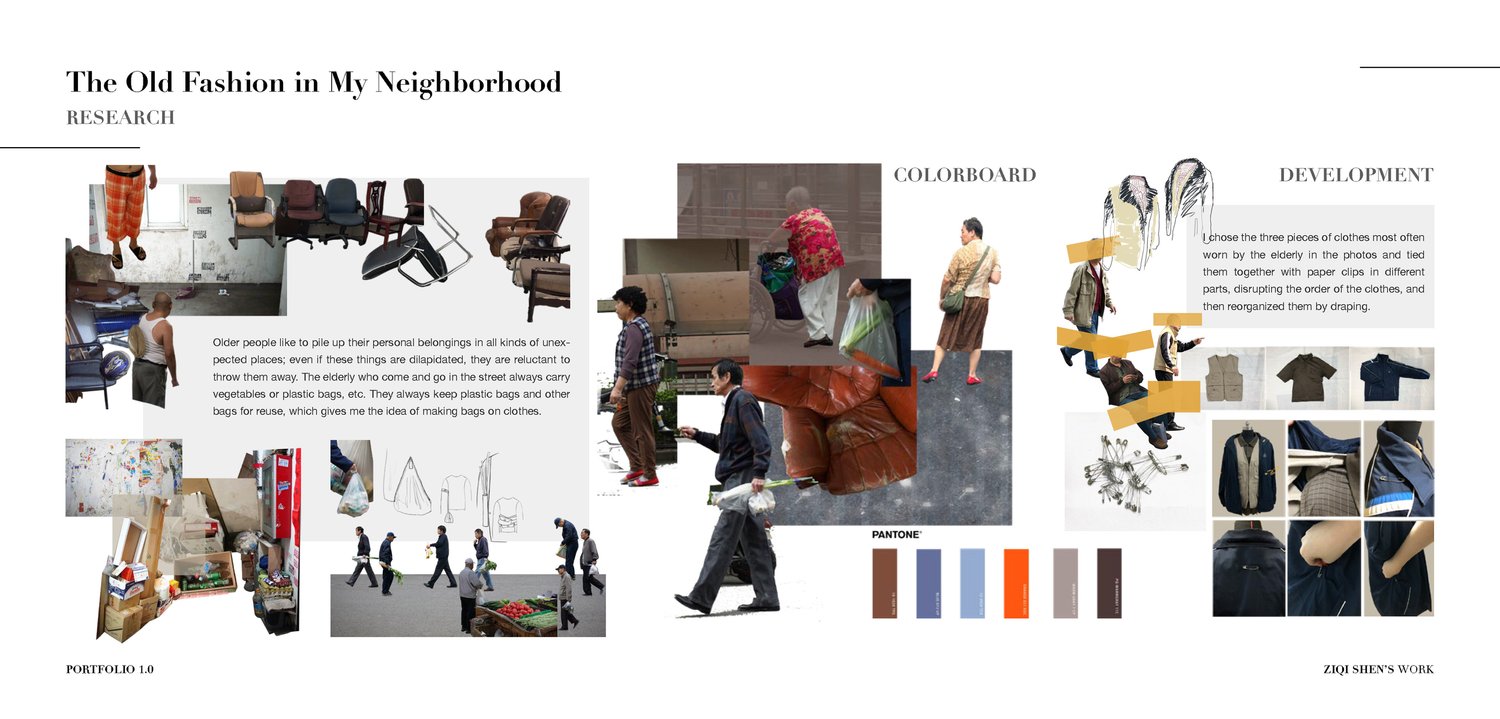 The Old Fashion in My Neighborhood
RESEARCH
Older people like to pile up their personal belongings in all kinds of unex-
pected places; even if these things are dilapidated, they are reluctant to
throw them away. The elderly who come and go in the street always carry
vegetables or plastic bags, etc. They always keep plastic bags and other
bags for reuse, which gives me the idea of making bags on clothes.
COLORBOARD
PANTONE®
DEVELOPMENT
I chose the three pieces of clothes most often
worn by the elderly in the photos and tied
them together with paper clips in different
parts, disrupting the order of the clothes, and
then reorganized them by draping.
PORTFOLIO 1.0
ZIQI SHEN'S WORK